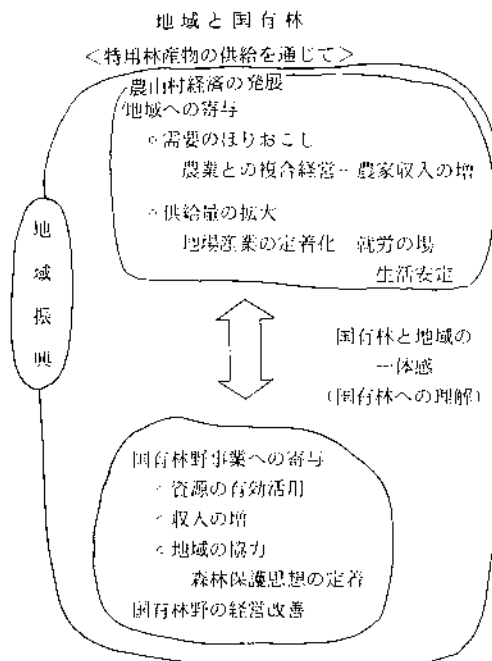 地域と国有林
＜特用林産物の供給を通じて＞
農山村経済の発展
地域への寄与
○需要のほりおこし
農業との複合経営－農家収入の増
○供給量の拡大
地場産業の定着化 就労の場
生活安定
地域振興
国有林と地域の
一体感
(国有林への理解)
国有林野事業への寄与
○資源の有効活用
○収入の増
○地域の協力
森林保護思想の定着
国有林野の経営改善